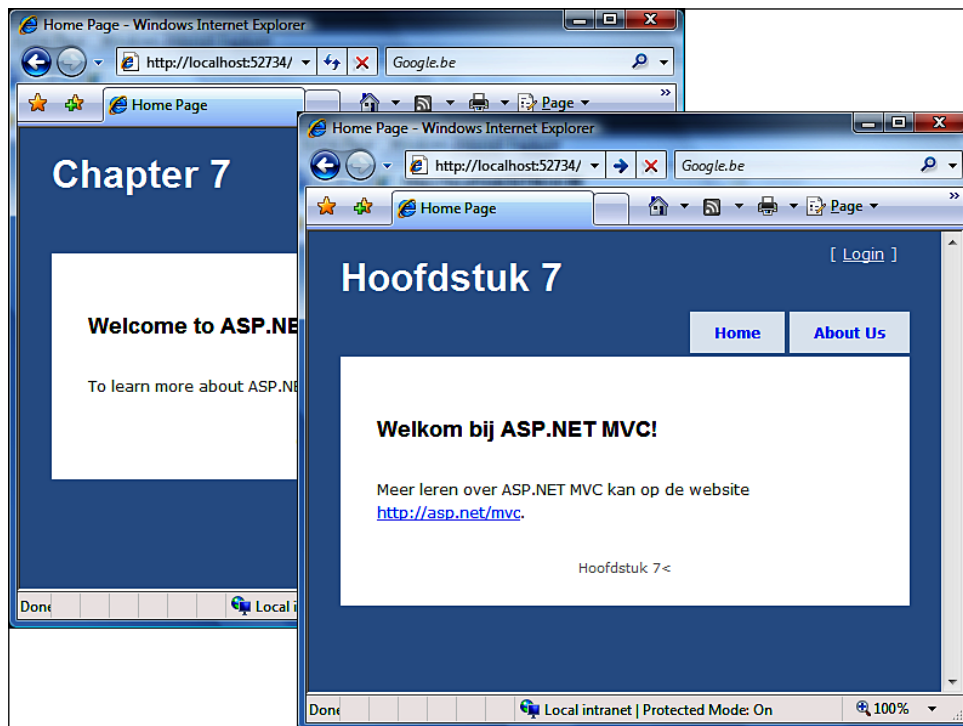 Home Page - Windows Internet Explorer
http://localhost:52734/
Google.be
Home Page
Page
»
Chapter 7
Welcome to ASP.NE
To learn more about ASP.NE
Done
Local i
Home Page - Windows Internet Explorer
http://localhost:52734/
Google.be
Home Page
Page
»
[ Login ]
Hoofdstuk 7
Home
About Us
Welkom bij ASP.NET MVC!
Meer leren over ASP.NET MVC kan op de website
http://asp.net/mvc.
Hoofdstuk 7<
Done
Local intranet | Protected Mode: On
100%